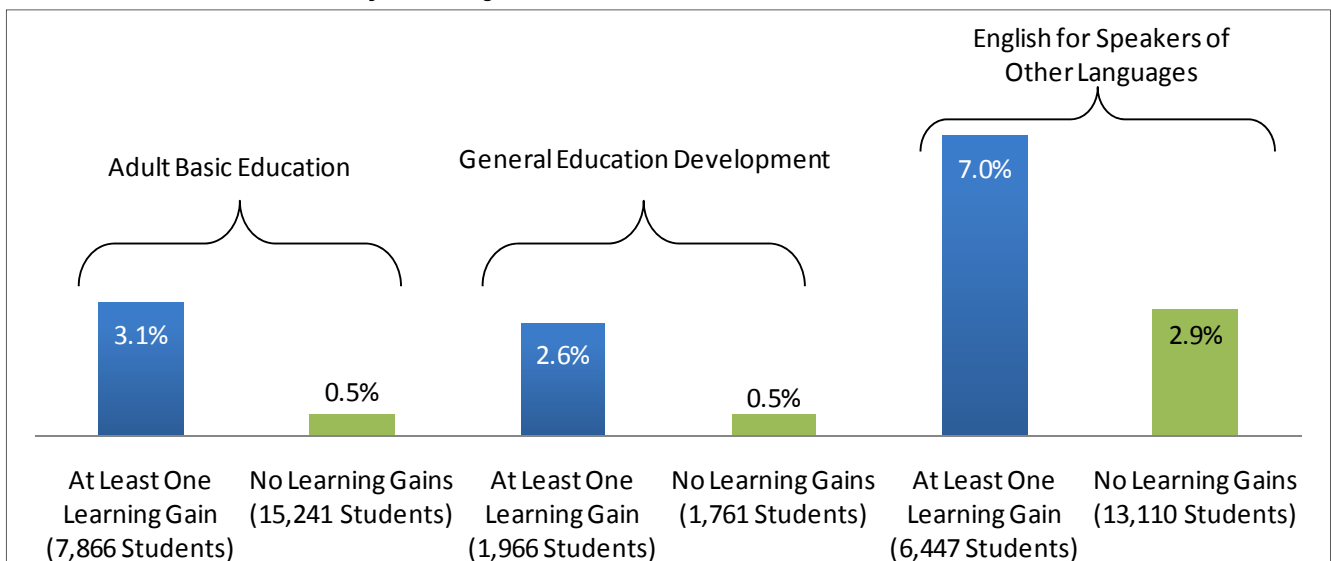 English for Speakers of
Other Languages
Adult Basic Education
General Education Development
3.1%
0.5%
2.6%
0.5%
7.0%
2.9%
At Least One
Learning Gain
(7,866 Students)
No Learning Gains
(15,241 Students)
At Least One
Learning Gain
(1,966 Students)
No Learning Gains
(1,761 Students)
At Least One
Learning Gain
(6,447 Students)
No Learning Gains
(13,110 Students)